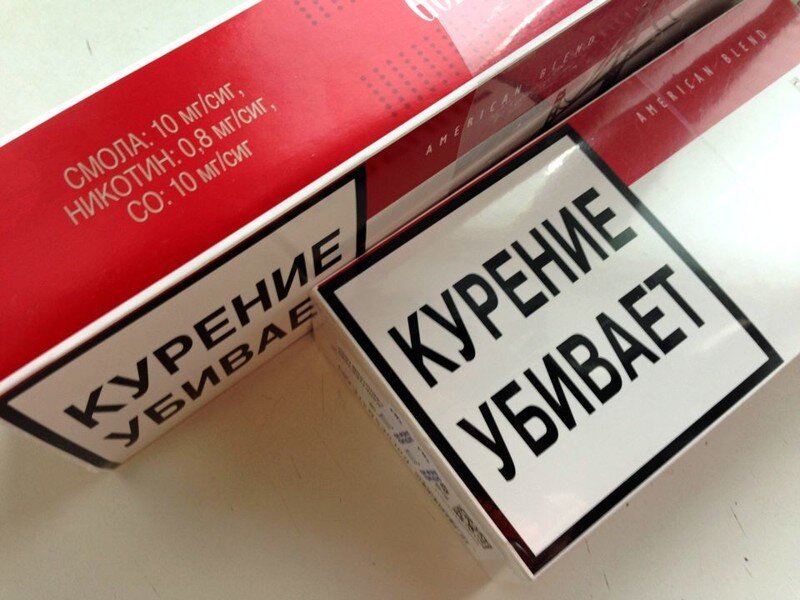 AMERICAN BLEND
AMERICAN BLEND
СМОЛА: 10 мг/сиг,
НИКОТИН: 0,8 мг/сиг,
СО: 10 мг/сиг
КУРЕНИЕ
УБИВАЕ
КУРЕНИЕ
УБИВАЕТ